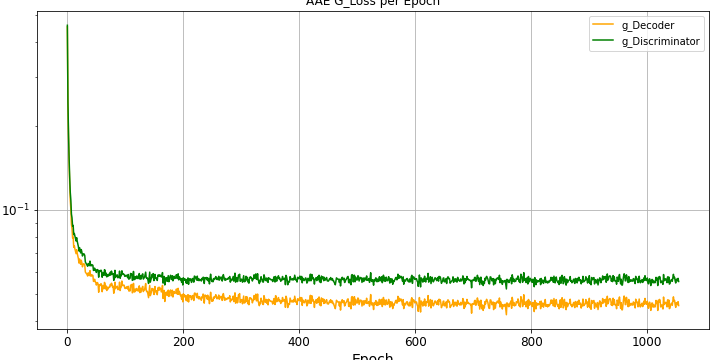 AAE G_Loss per Epoch
g_Decoder
g_Discriminator
10⁻¹
0 200 400 600 800 1000
Epoch